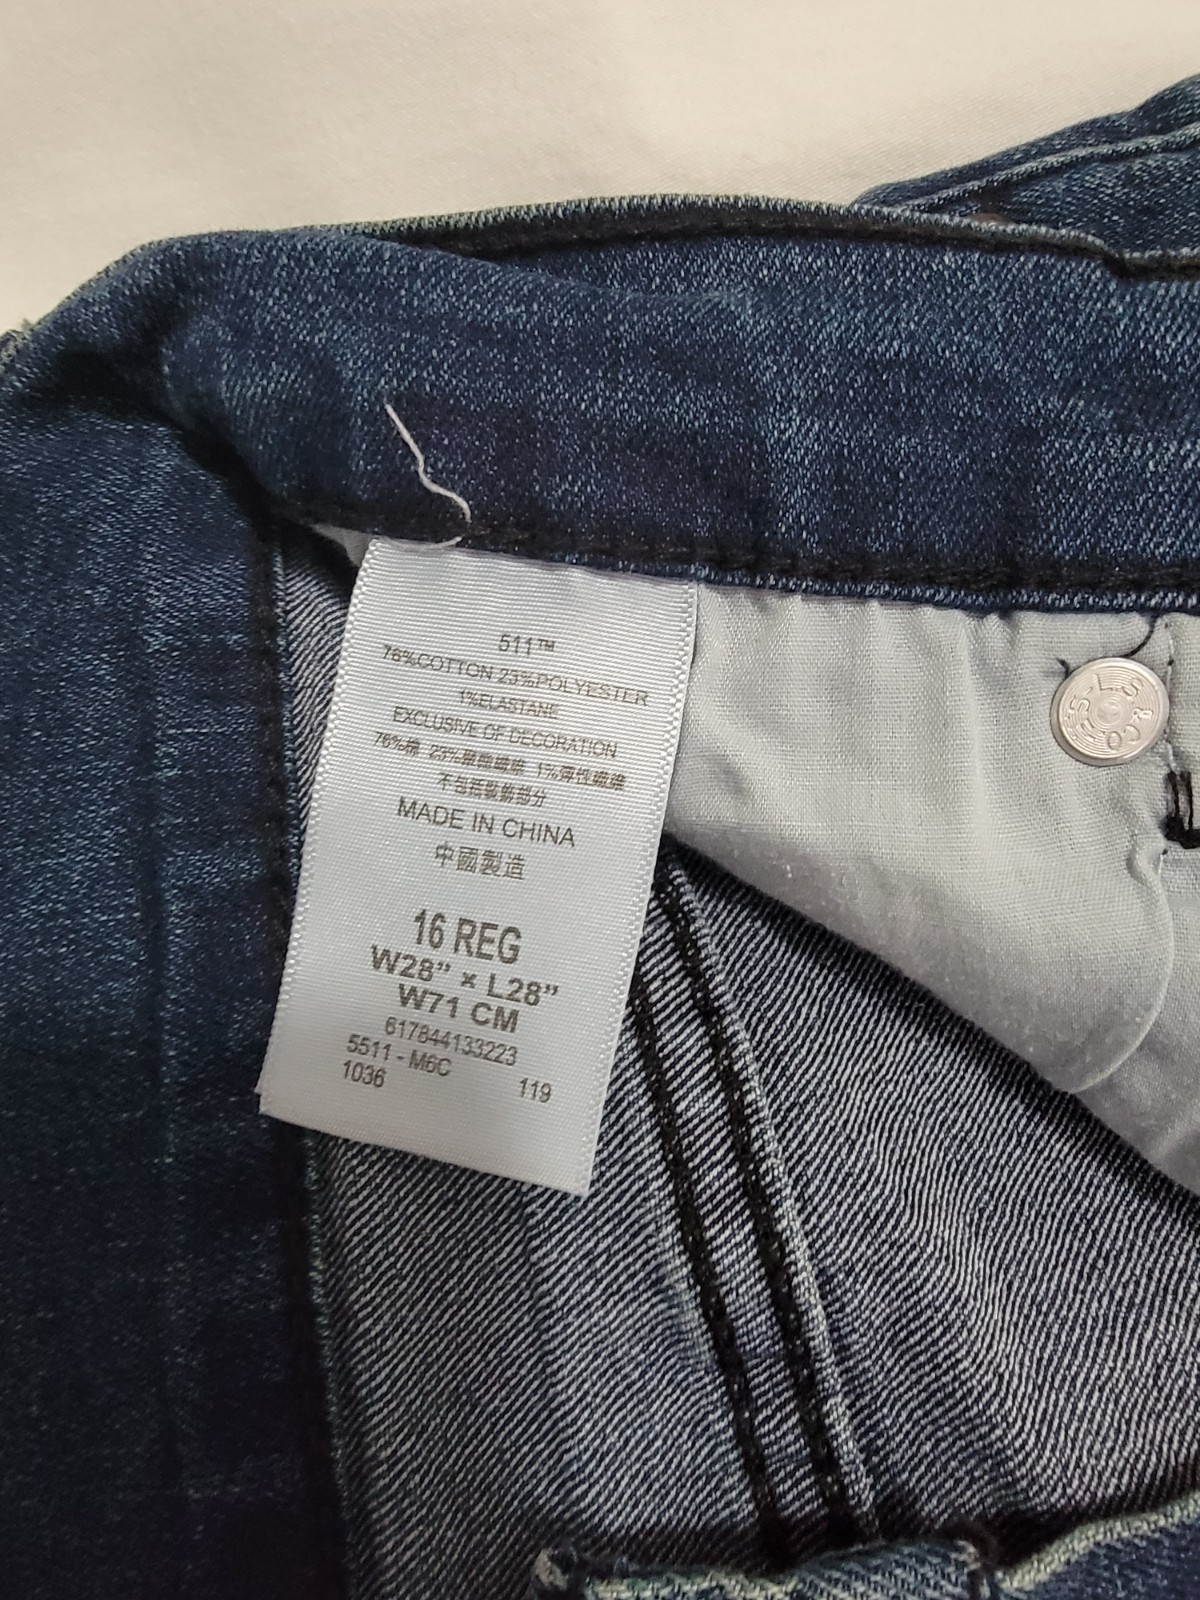 511™
76%COTTON 23%POLYESTER
1%ELASTANE
EXCLUSIVE OF DECORATION
76%棉 23%聚酯纖維 1%彈性纖維
不包括裝飾部分
MADE IN CHINA
中國製造
16 REG
W28" × L28"
W71 CM
617844133223
5511 - M6C
1036 119
L.S. & CO